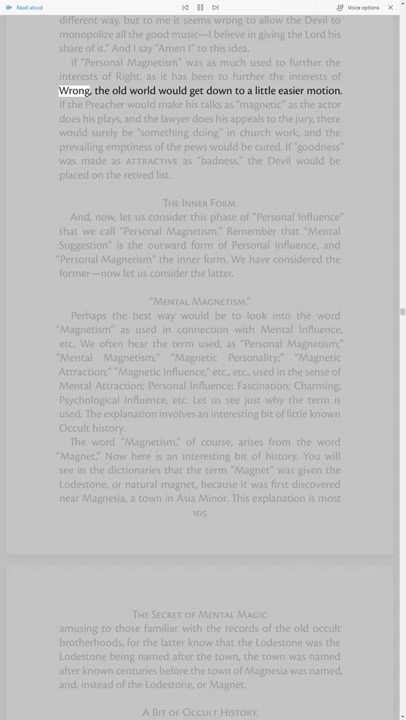 Read aloud
Voice options
different way, but to me it seems wrong to allow the Devil to
monopolize all the good music—I believe in giving the Lord his
share of it." And I say "Amen !" to this idea.
If "Personal Magnetism" was as much used to further the
interests of Right, as it has been to further the interests of
Wrong, the old world would get down to a little easier motion.
If the Preacher would make his talks as "magnetic" as the actor
does his plays, and the lawyer does his appeals to the jury, there
would surely be "something doing" in church work, and the
prevailing emptiness of the pews would be cured. If "goodness"
was made as ATTRACTIVE as "badness," the Devil would be
placed on the retired list.
THE INNER FORM.
And, now, let us consider this phase of "Personal Influence"
that we call "Personal Magnetism." Remember that "Mental
Suggestion" is the outward form of Personal Influence, and
"Personal Magnetism" the inner form. We have considered the
former—now let us consider the latter.
"MENTAL MAGNETISM."
Perhaps the best way would be to look into the word
"Magnetism" as used in connection with Mental Influence,
etc. We often hear the term used, as "Personal Magnetism;"
"Mental Magnetism;" "Magnetic Personality;" "Magnetic
Attraction;" "Magnetic Influence," etc., etc., used in the sense of
Mental Attraction; Personal Influence; Fascination; Charming,
Psychological Influence, etc. Let us see just why the term is
used. The explanation involves an interesting bit of little known
Occult history.
The word "Magnetism," of course, arises from the word
"Magnet." Now here is an interesting bit of history. You will
see in the dictionaries that the term "Magnet" was given the
Lodestone, or natural magnet, because it was first discovered
near Magnesia, a town in Asia Minor. This explanation is most
105
THE SECRET OF MENTAL MAGIC.
amusing to those familiar with the records of the old occult
brotherhoods, for the latter know that the Lodestone was the
Lodestone being named after the town, the town was named
after known centuries before the town of Magnesia was named,
and, instead of the Lodestone, or Magnet.
A BIT OF OCCULT HISTORY.